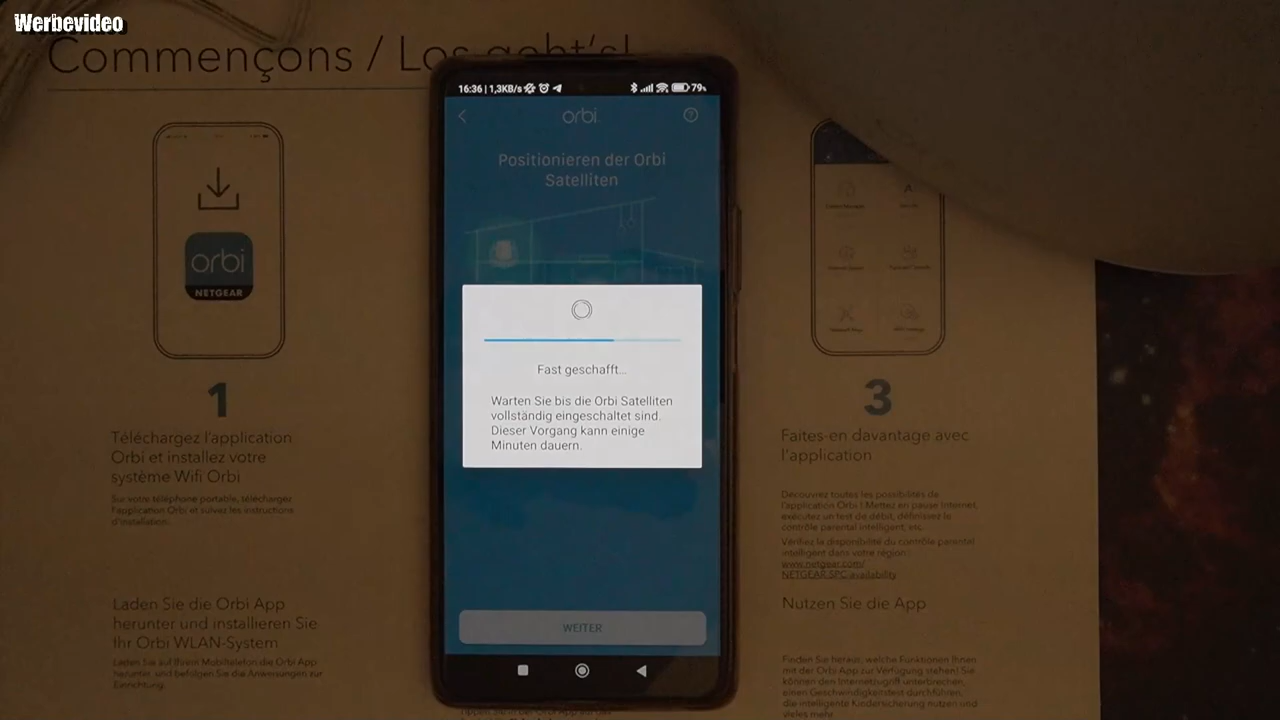 Werbevideo
Commençons / Los geht's!
16:36 | 1,3KB/s
79%
orbi
Positionieren der Orbi
Satelliten
Fast geschafft...
Warten Sie bis die Orbi Satelliten
vollständig eingeschaltet sind.
Dieser Vorgang kann einige
Minuten dauern.
WEITER
orbi
NETGEAR
1
Téléchargez l'application
Orbi et installez votre
système Wifi Orbi
Sur votre téléphone portable, téléchargez
l'application Orbi et suivez les instructions
d'installation.
Laden Sie die Orbi App
herunter und installieren Sie
Ihr Orbi WLAN-System
Laden Sie auf Ihrem Mobiltelefon die Orbi App
herunter und befolgen Sie die Anweisungen zur
Einrichtung.
3
Faites-en davantage avec
l'application
Découvrez toutes les possibilités de
l'application Orbi ! Mettez en pause Internet,
exécutez un test de débit, définissez le
contrôle parental intelligent, etc.
Vérifiez la disponibilité du contrôle parental
intelligent dans votre région :
www.netgear.com/
NETGEAR-SPC-availability
Nutzen Sie die App
Finden Sie heraus, welche Funktionen Ihnen
mit der Orbi App zur Verfügung stehen! Sie
können den Internetzugriff unterbrechen,
einen Geschwindigkeitstest durchführen,
die intelligente Kindersicherung nutzen und
vieles mehr.